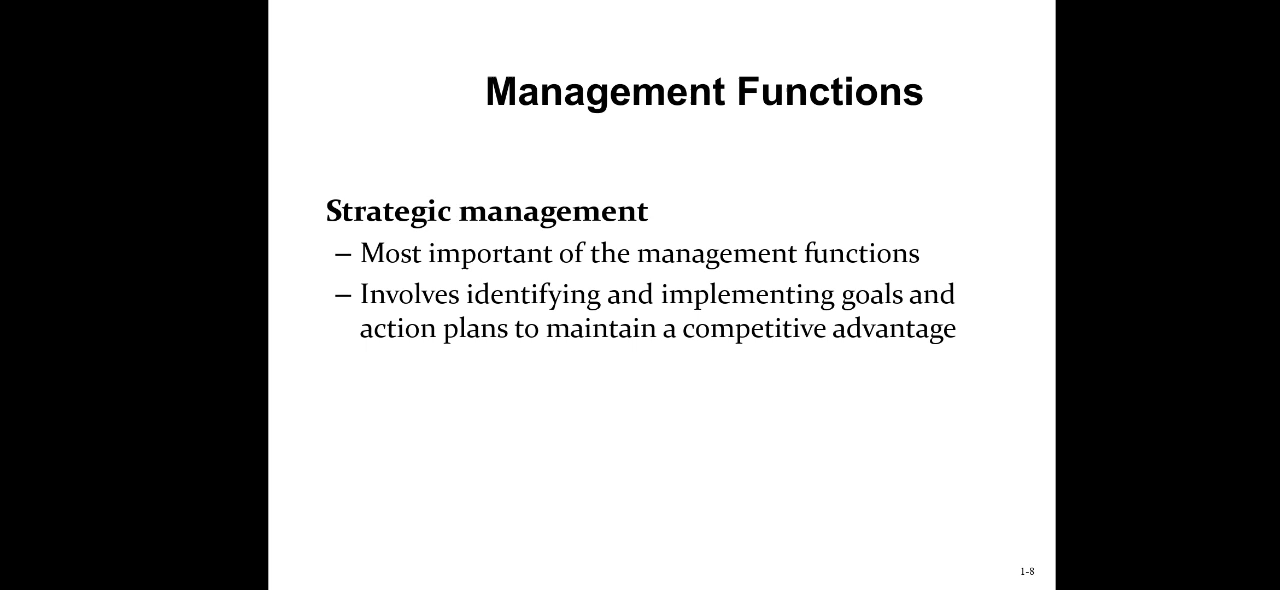 Management Functions
Strategic management
– Most important of the management functions
– Involves identifying and implementing goals and
action plans to maintain a competitive advantage
1-8